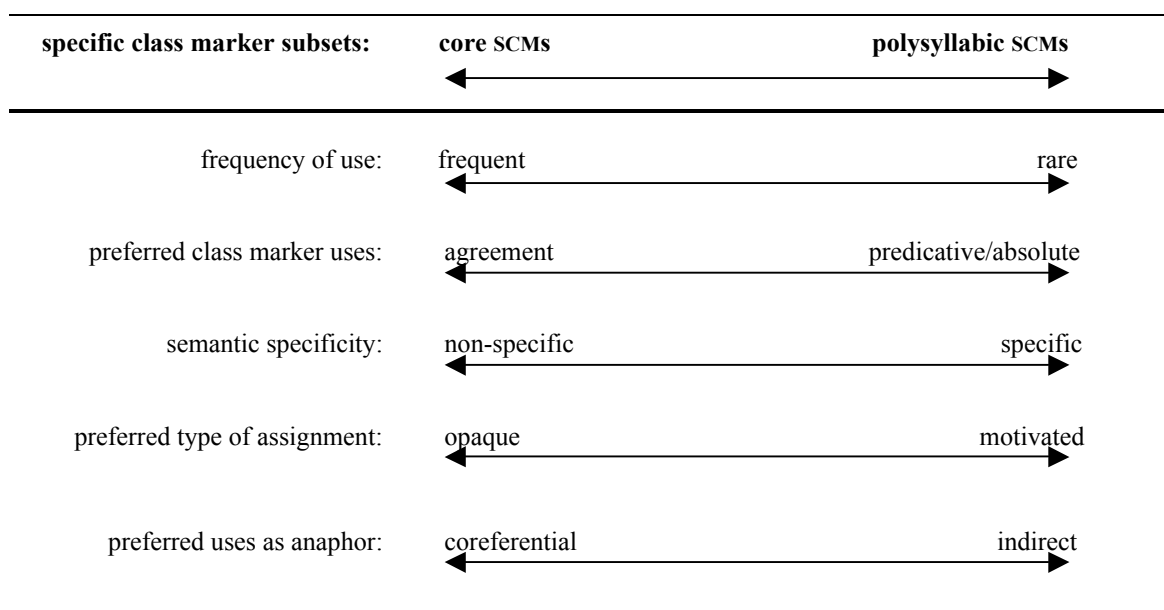 specific class marker subsets: core SCMs polysyllabic SCMs
frequency of use: frequent rare
preferred class marker uses: agreement predicative/absolute
semantic specificity: non-specific specific
preferred type of assignment: opaque motivated
preferred uses as anaphor: coreferential indirect